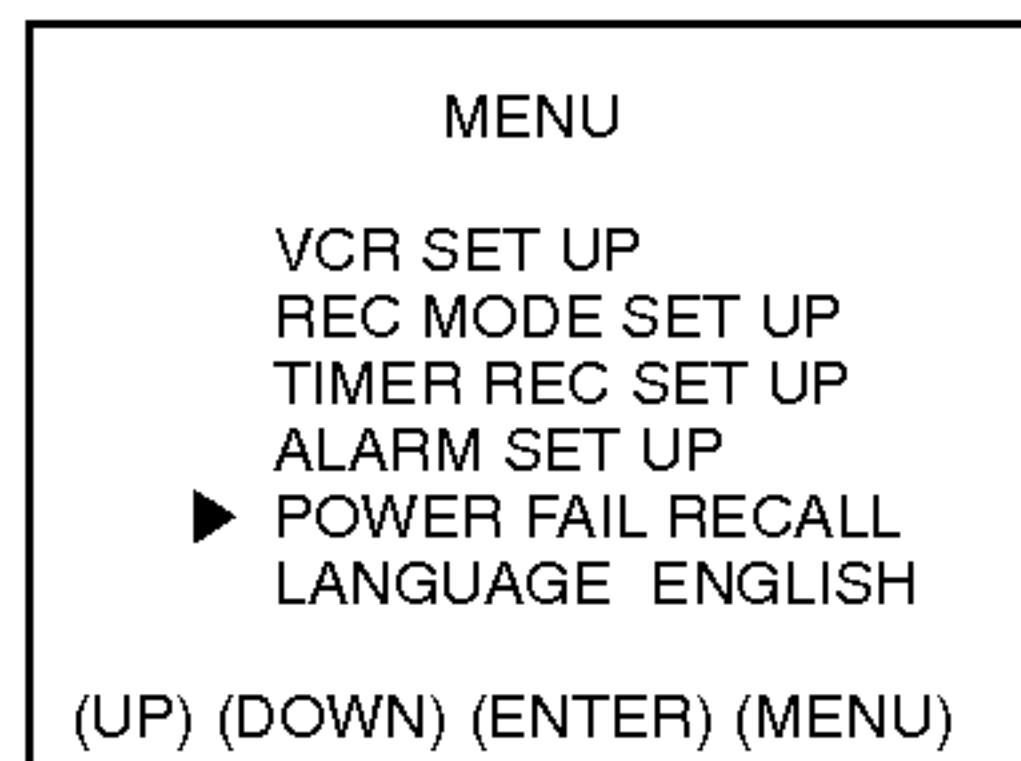 MENU
VCR SET UP
REC MODE SET UP
TIMER REC SET UP
ALARM SET UP
POWER FAIL RECALL
LANGUAGE ENGLISH
(UP) (DOWN) (ENTER) (MENU)